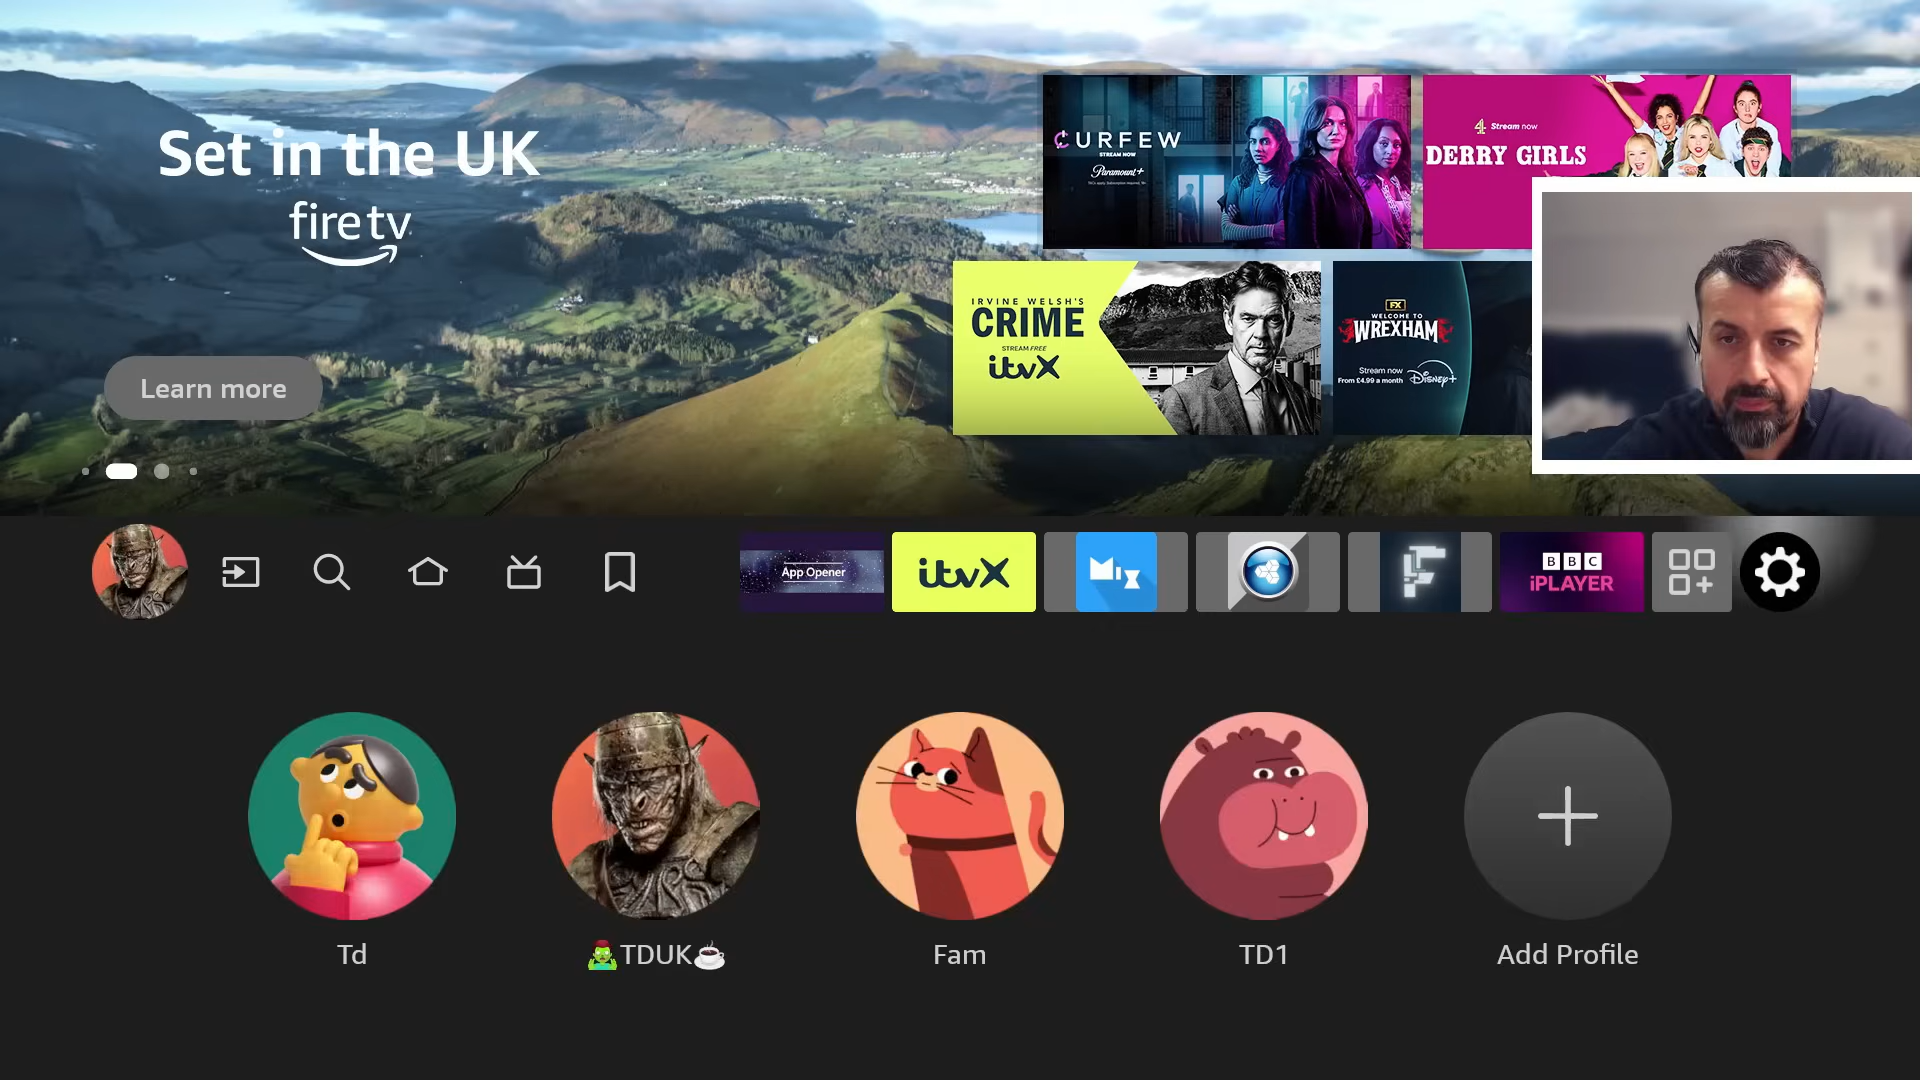 Set in the UK
fire tv
Learn more
CURFEW
STREAM NOW
Paramount+
4 Stream now
DERRY GIRLS
IRVINE WELSH'S
CRIME
STREAM FREE
itvX
FX
WELCOME TO
WREXHAM
Stream now
From £4.99 a month
Disney+
App Opener
itvX
MiX
BBC
iPLAYER
Td
🧟‍♂️TDUK☕
Fam
TD1
Add Profile